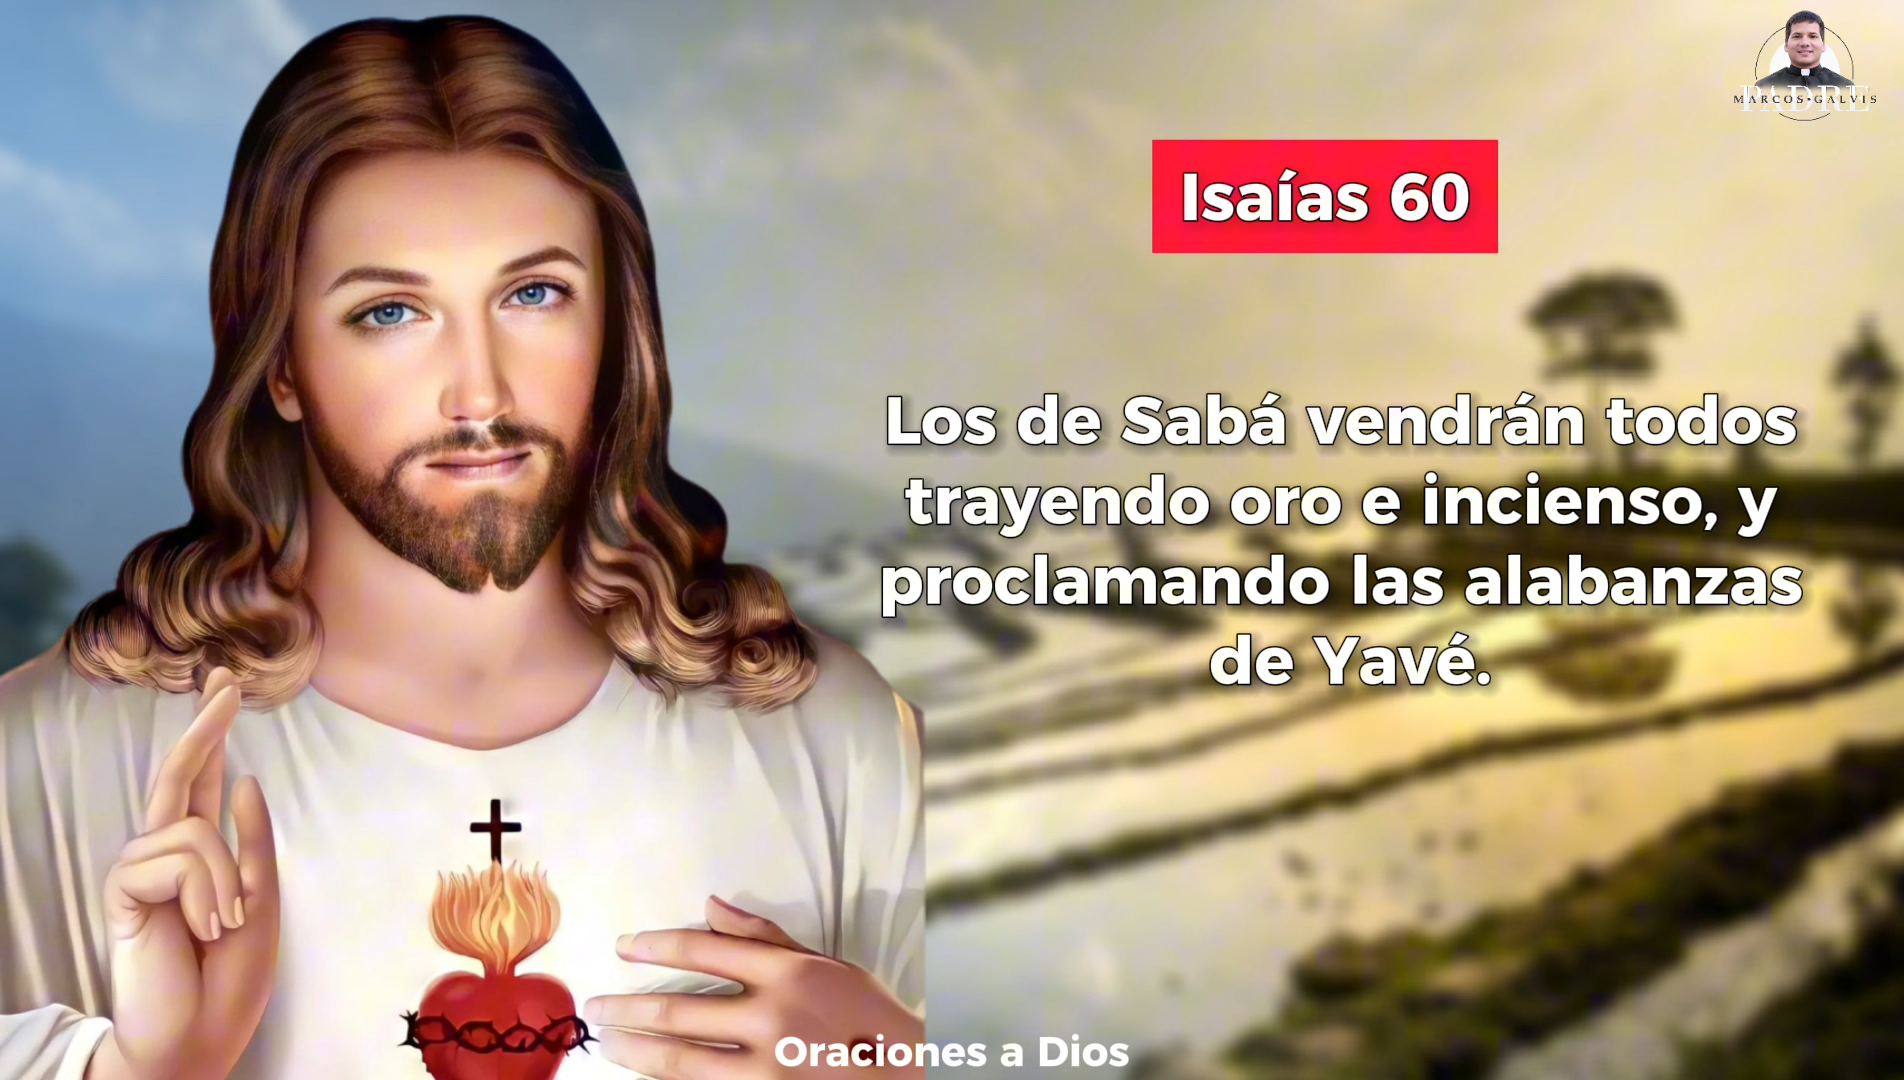 PADRE
MARCOS•GALVIS
Isaías 60
Los de Sabá vendrán todos
trayendo oro e incienso, y
proclamando las alabanzas
de Yavé.
Oraciones a Dios